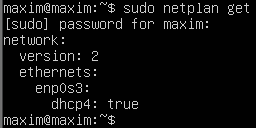 maxim@maxim:~$ sudo netplan get
[sudo] password for maxim:
network:
  version: 2
  ethernets:
    enp0s3:
      dhcp4: true
maxim@maxim:~$